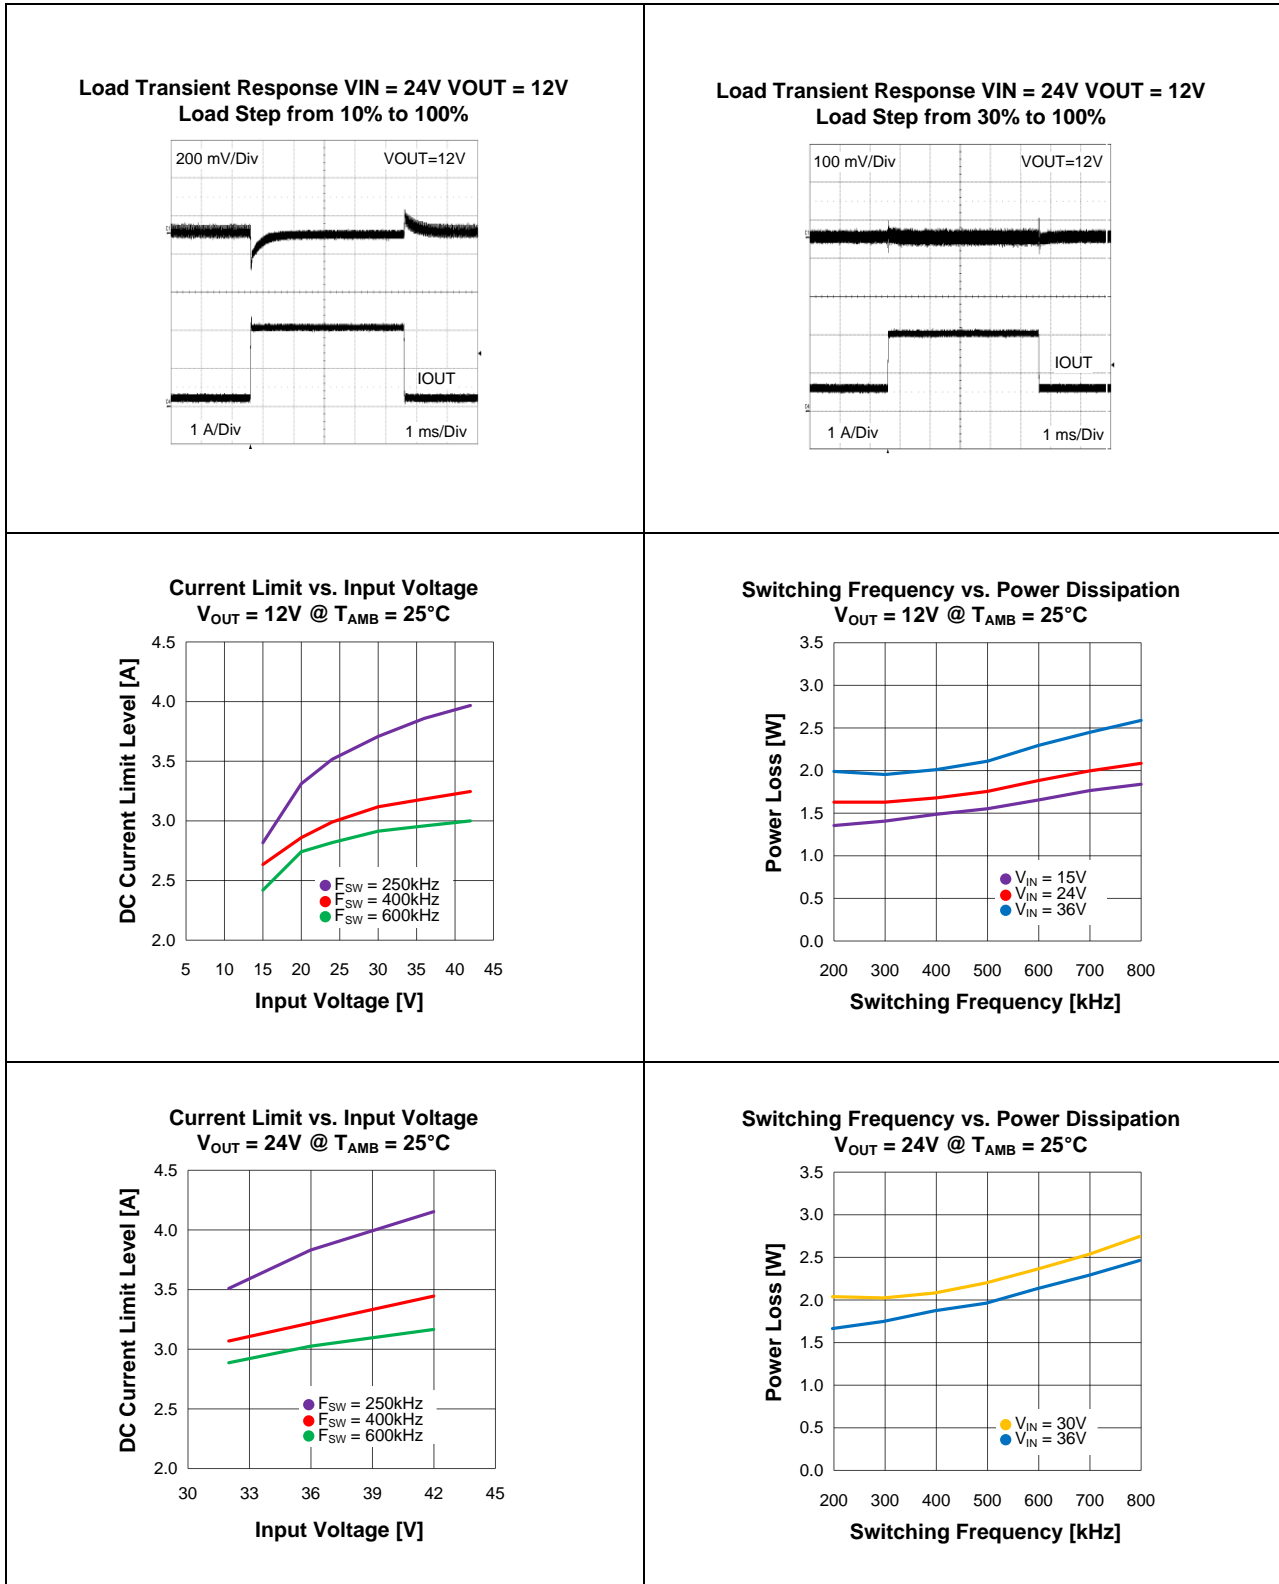 Load Transient Response VIN = 24V VOUT = 12V
Load Step from 10% to 100%
200 mV/Div
VOUT=12V
IOUT
1 A/Div
1 ms/Div
Load Transient Response VIN = 24V VOUT = 12V
Load Step from 30% to 100%
100 mV/Div
VOUT=12V
IOUT
1 A/Div
1 ms/Div
Current Limit vs. Input Voltage
VOUT = 12V @ TAMB = 25°C
DC Current Limit Level [A]
4.5
4.0
3.5
3.0
2.5
2.0
FSW = 250kHz
FSW = 400kHz
FSW = 600kHz
5 10 15 20 25 30 35 40 45
Input Voltage [V]
Switching Frequency vs. Power Dissipation
VOUT = 12V @ TAMB = 25°C
Power Loss [W]
3.5
3.0
2.5
2.0
1.5
1.0
0.5
0.0
VIN = 15V
VIN = 24V
VIN = 36V
200 300 400 500 600 700 800
Switching Frequency [kHz]
Current Limit vs. Input Voltage
VOUT = 24V @ TAMB = 25°C
DC Current Limit Level [A]
4.5
4.0
3.5
3.0
2.5
2.0
FSW = 250kHz
FSW = 400kHz
FSW = 600kHz
30 33 36 39 42 45
Input Voltage [V]
Switching Frequency vs. Power Dissipation
VOUT = 24V @ TAMB = 25°C
Power Loss [W]
3.5
3.0
2.5
2.0
1.5
1.0
0.5
0.0
VIN = 30V
VIN = 36V
200 300 400 500 600 700 800
Switching Frequency [kHz]